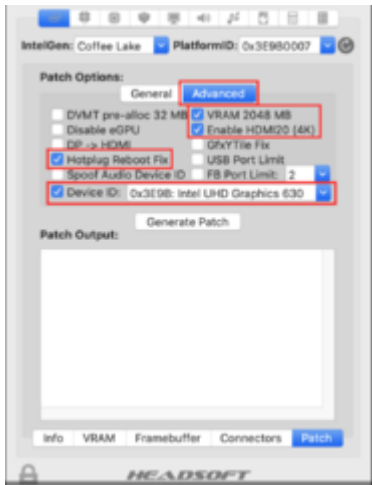 IntelGen: Coffee Lake PlatformID: 0x3E9B0007
Patch Options:
General Advanced
DVMT pre-alloc 32 MB VRAM 2048 MB
Disable eGPU Enable HDMI20 (4K)
DP -> HDMI GfxYTile Fix
Hotplug Reboot Fix USB Port Limit
Spoof Audio Device ID FB Port Limit: 2
Device ID: 0x3E9B: Intel UHD Graphics 630
Generate Patch
Patch Output:
Info VRAM Framebuffer Connectors Patch
HEADSOFT